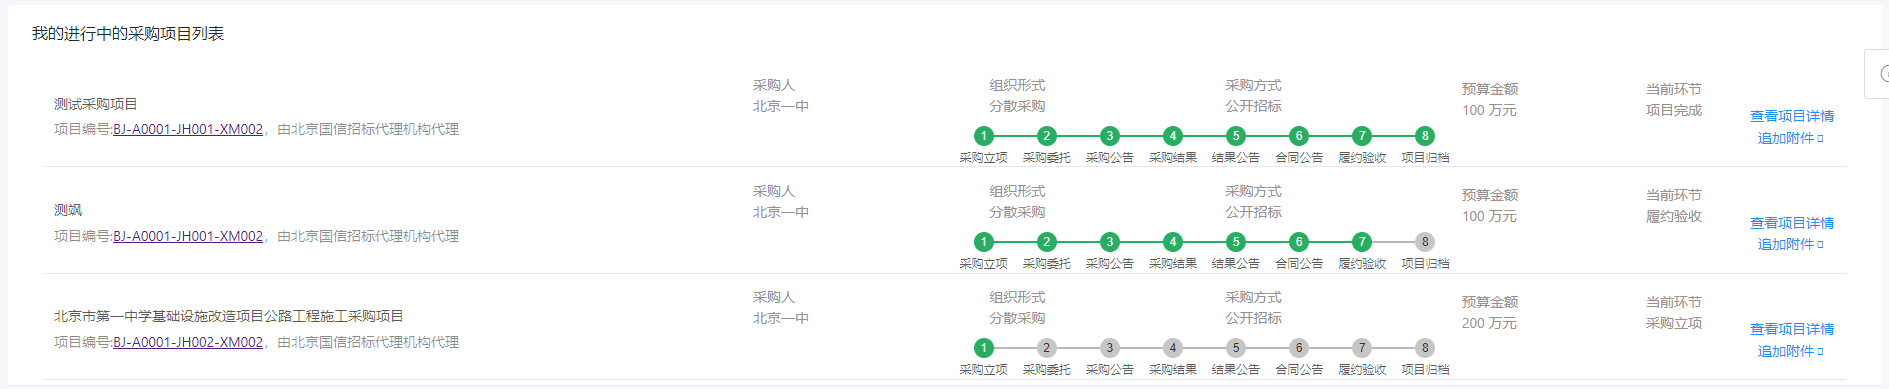 我的进行中的采购项目列表
测试采购项目
项目编号:BJ-A0001-JH001-XM002，由北京国信招标代理机构代理
采购人
北京一中
组织形式
分散采购
采购方式
公开招标
1 2 3 4 5 6 7 8
采购立项 采购委托 采购公告 采购结果 结果公告 合同公告 履约验收 项目归档
预算金额
100 万元
当前环节
项目完成
查看项目详情
追加附件
测飒
项目编号:BJ-A0001-JH001-XM002，由北京国信招标代理机构代理
采购人
北京一中
组织形式
分散采购
采购方式
公开招标
1 2 3 4 5 6 7 8
采购立项 采购委托 采购公告 采购结果 结果公告 合同公告 履约验收 项目归档
预算金额
100 万元
当前环节
履约验收
查看项目详情
追加附件
北京市第一中学基础设施改造项目公路工程施工采购项目
项目编号:BJ-A0001-JH002-XM002，由北京国信招标代理机构代理
采购人
北京一中
组织形式
分散采购
采购方式
公开招标
1 2 3 4 5 6 7 8
采购立项 采购委托 采购公告 采购结果 结果公告 合同公告 履约验收 项目归档
预算金额
200 万元
当前环节
采购立项
查看项目详情
追加附件